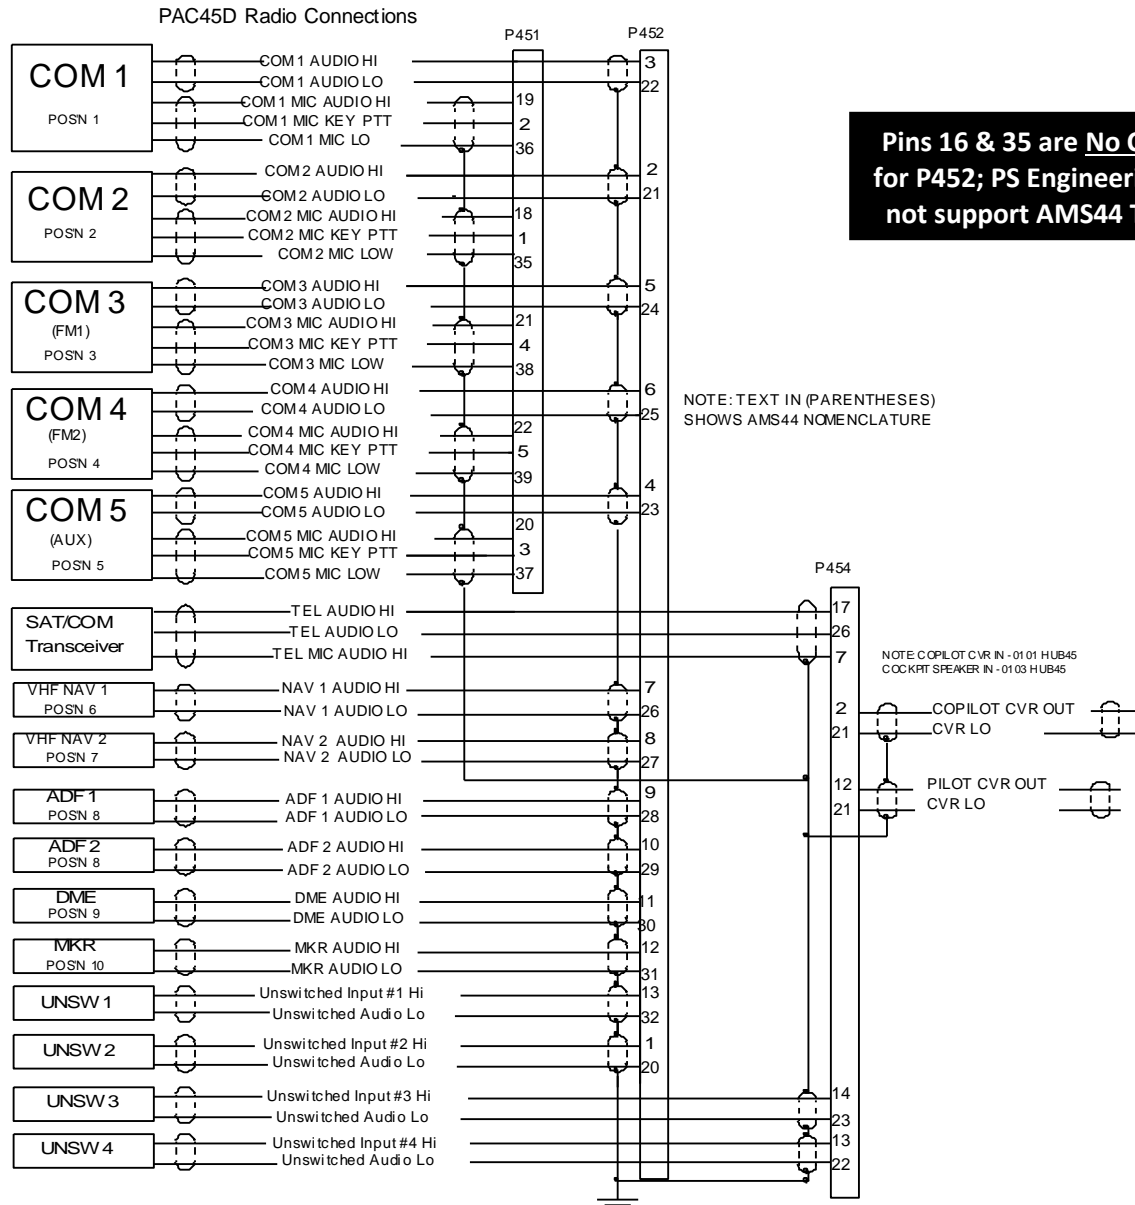 PAC45D Radio Connections
P451
P452
COM 1
POS'N 1
COM 1 AUDIO HI
3
COM 1 AUDIO LO
22
COM 1 MIC AUDIO HI
19
COM 1 MIC KEY PTT
2
COM 1 MIC LO
36
Pins 16 & 35 are No
for P452; PS
not support AMS44
COM 2
POS'N 2
COM 2 AUDIO HI
2
COM 2 AUDIO LO
21
COM 2 MIC AUDIO HI
18
COM 2 MIC KEY PTT
1
COM 2 MIC LOW
35
COM 3
(FM1)
POS'N 3
COM 3 AUDIO HI
5
COM 3 AUDIO LO
24
COM 3 MIC AUDIO HI
21
COM 3 MIC KEY PTT
4
COM 3 MIC LOW
38
COM 4
(FM2)
POS'N 4
COM 4 AUDIO HI
6
COM 4 AUDIO LO
25
COM 4 MIC AUDIO HI
22
COM 4 MIC KEY PTT
5
COM 4 MIC LOW
39
NOTE: TEXT IN (PARENTHESES)
SHOWS AMS44 NOMENCLATURE
COM 5
(AUX)
POS'N 5
COM 5 AUDIO HI
4
COM 5 AUDIO LO
23
COM 5 MIC AUDIO HI
20
COM 5 MIC KEY PTT
3
COM 5 MIC LOW
37
P454
SAT/COM
Transceiver
TEL AUDIO HI
17
TEL AUDIO LO
26
TEL MIC AUDIO HI
7
NOTE: COPILOT CVR IN - 0101 HUB45
COCKPIT SPEAKER IN - 0103 HUB45
VHF NAV 1
POS'N 6
NAV 1 AUDIO HI
7
NAV 1 AUDIO LO
26
2
COPILOT CVR OUT
21
CVR LO
VHF NAV 2
POS'N 7
NAV 2 AUDIO HI
8
NAV 2 AUDIO LO
27
12
PILOT CVR OUT
21
CVR LO
ADF 1
POS'N 8
ADF 1 AUDIO HI
9
ADF 1 AUDIO LO
28
ADF 2
POS'N 8
ADF 2 AUDIO HI
10
ADF 2 AUDIO LO
29
DME
POS'N 9
DME AUDIO HI
11
DME AUDIO LO
30
MKR
POS'N 10
MKR AUDIO HI
12
MKR AUDIO LO
31
UNSW 1
Unswitched Input #1 Hi
13
Unswitched Audio Lo
32
UNSW 2
Unswitched Input #2 Hi
1
Unswitched Audio Lo
20
UNSW 3
Unswitched Input #3 Hi
14
Unswitched Audio Lo
23
UNSW 4
Unswitched Input #4 Hi
13
Unswitched Audio Lo
22